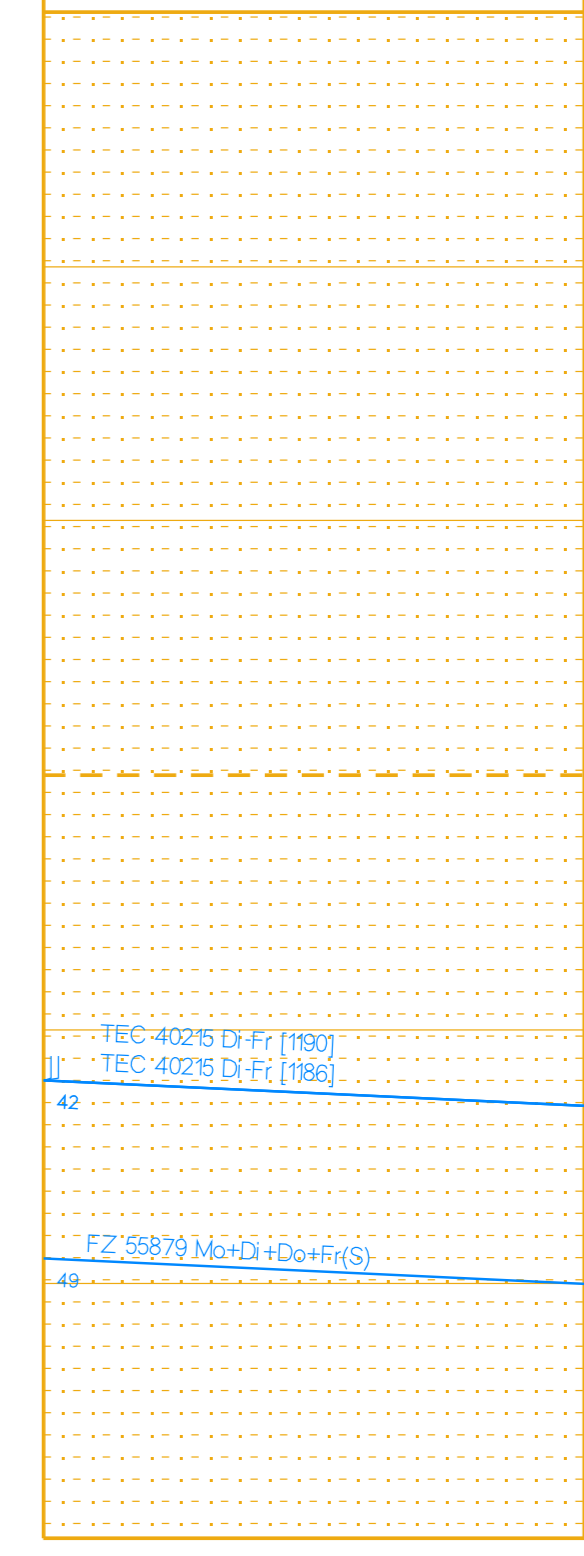 TEC 40215 Di-Fr [1190]
TEC 40215 Di-Fr [1186]
42
FZ 55879 Mo+Di+Do+Fr(S)
49